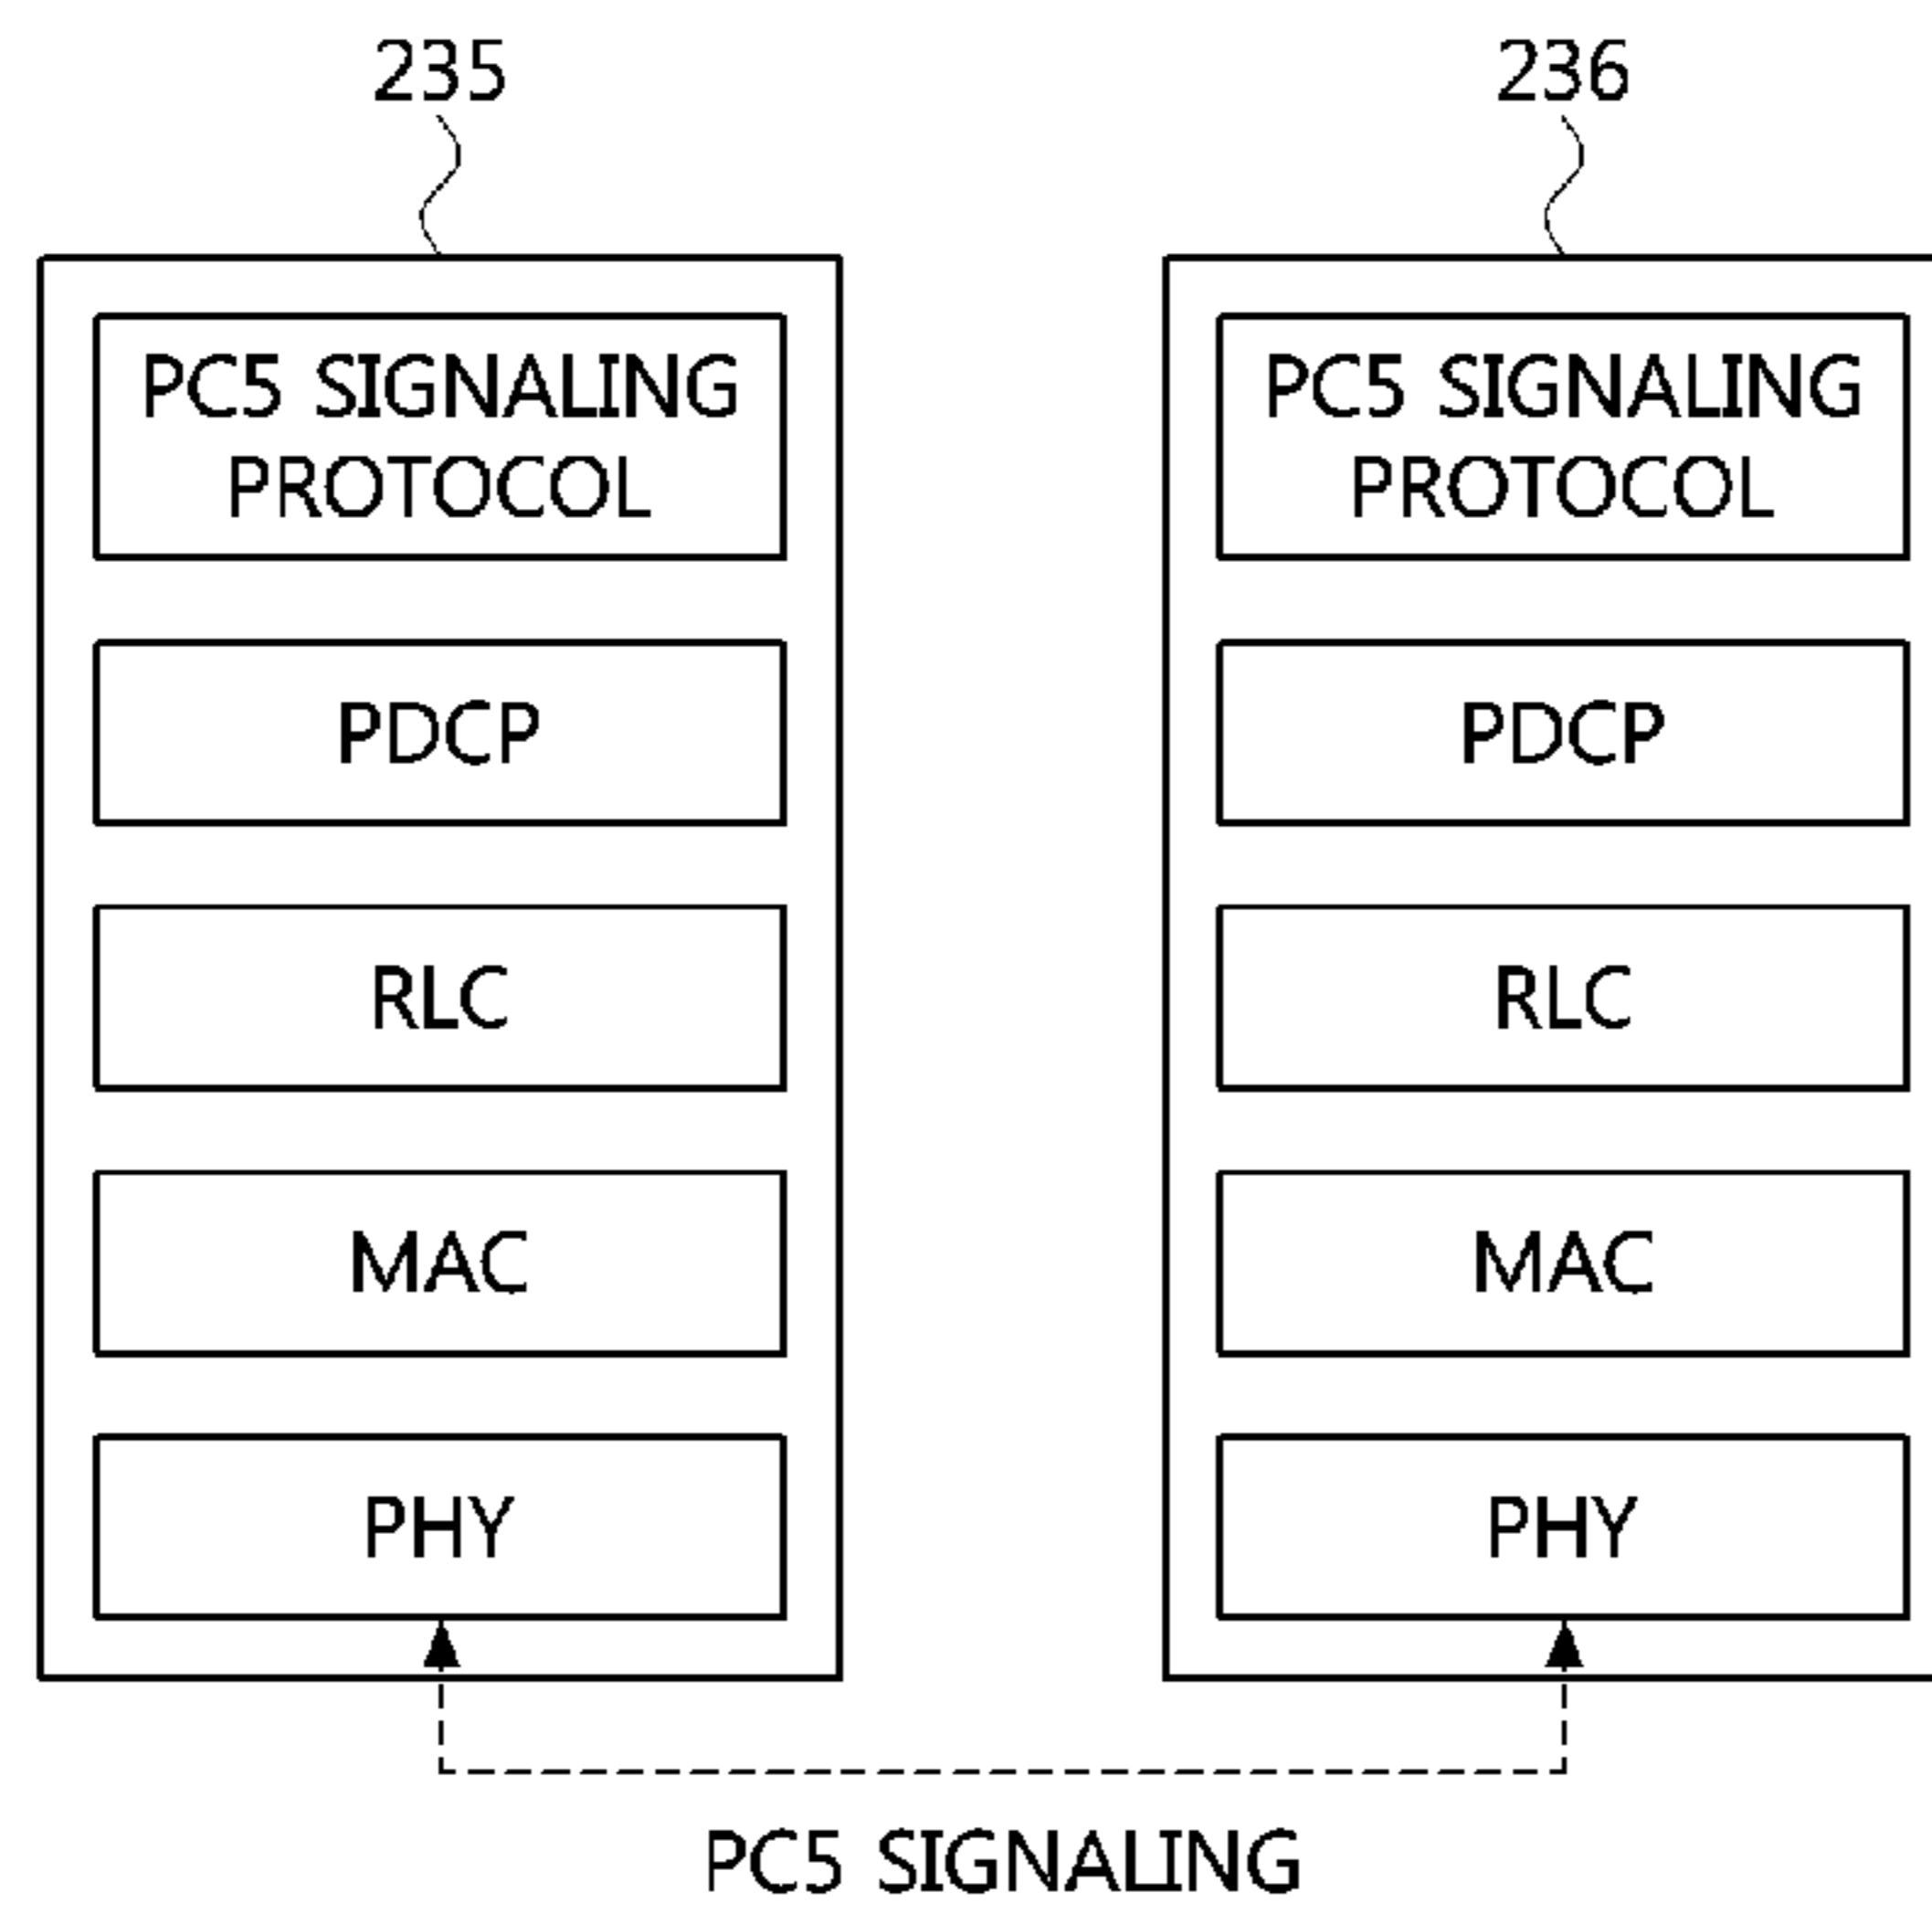 235
236
PC5 SIGNALING
PROTOCOL
PDCP
RLC
MAC
PHY
PC5 SIGNALING
PROTOCOL
PDCP
RLC
MAC
PHY
PC5 SIGNALING